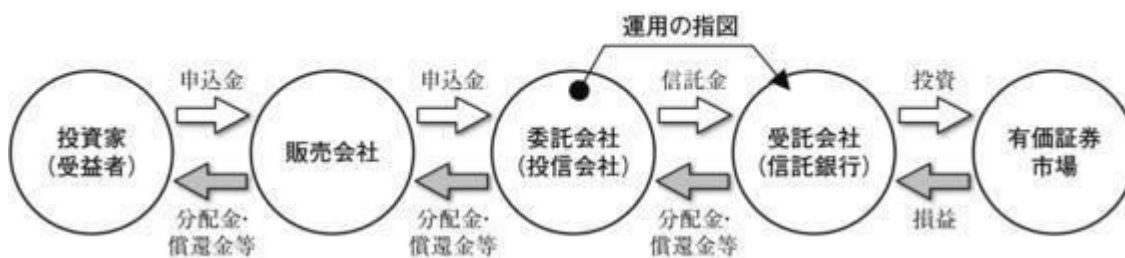 運用の指図
申込金
申込金
信託金
投資
投資家
(受益者)
販売会社
委託会社
(投信会社)
受託会社
(信託銀行)
有価証券
市場
分配金・
償還金等
分配金・
償還金等
分配金・
償還金等
損益